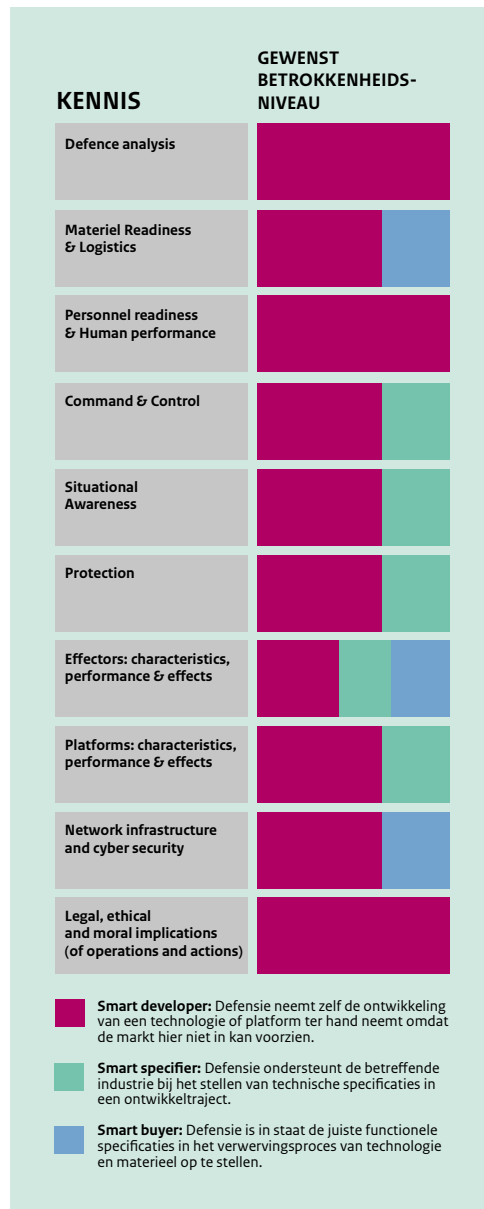 KENNIS
GEWENST
BETROKKENHEIDS-
NIVEAU
Defence analysis
Materiel Readiness
& Logistics
Personnel readiness
& Human performance
Command & Control
Situational
Awareness
Protection
Effectors: characteristics,
performance & effects
Platforms: characteristics,
performance & effects
Network infrastructure
and cyber security
Legal, ethical
and moral implications
(of operations and actions)
Smart developer: Defensie neemt zelf de ontwikkeling
van een technologie of platform ter hand neemt omdat
de markt hier niet in kan voorzien.
Smart specifier: Defensie ondersteunt de betreffende
industrie bij het stellen van technische specificaties in
een ontwikkeltraject.
Smart buyer: Defensie is in staat de juiste functionele
specificaties in het verwervingsproces van technologie
en materieel op te stellen.